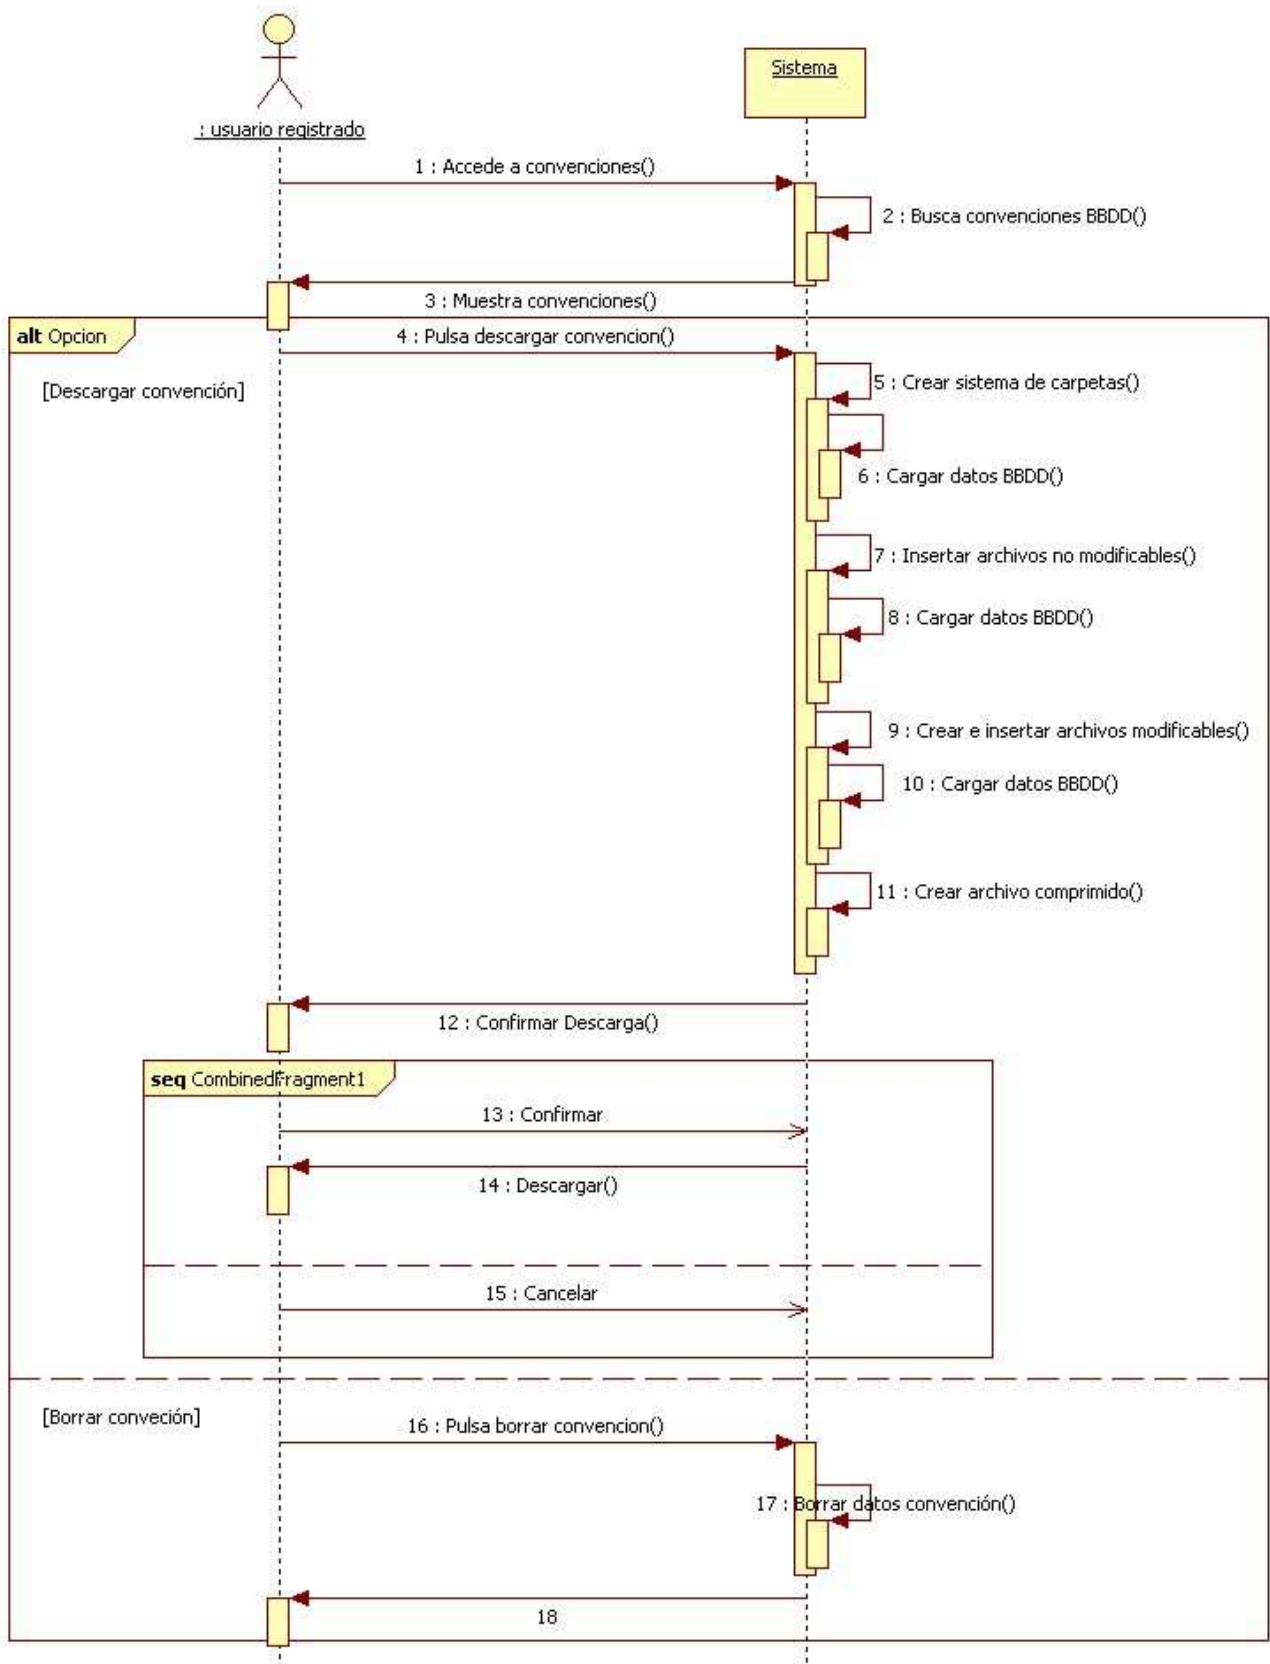 : usuario registrado
Sistema
1 : Accede a convenciones()
2 : Busca convenciones BBDD()
3 : Muestra convenciones()
alt Opcion
4 : Pulsa descargar convencion()
[Descargar convención]
5 : Crear sistema de carpetas()
6 : Cargar datos BBDD()
7 : Insertar archivos no modificables()
8 : Cargar datos BBDD()
9 : Crear e insertar archivos modificables()
10 : Cargar datos BBDD()
11 : Crear archivo comprimido()
12 : Confirmar Descarga()
seq CombinedFragment1
13 : Confirmar
14 : Descargar()
15 : Cancelar
[Borrar conveción]
16 : Pulsa borrar convencion()
17 : Borrar datos convención()
18